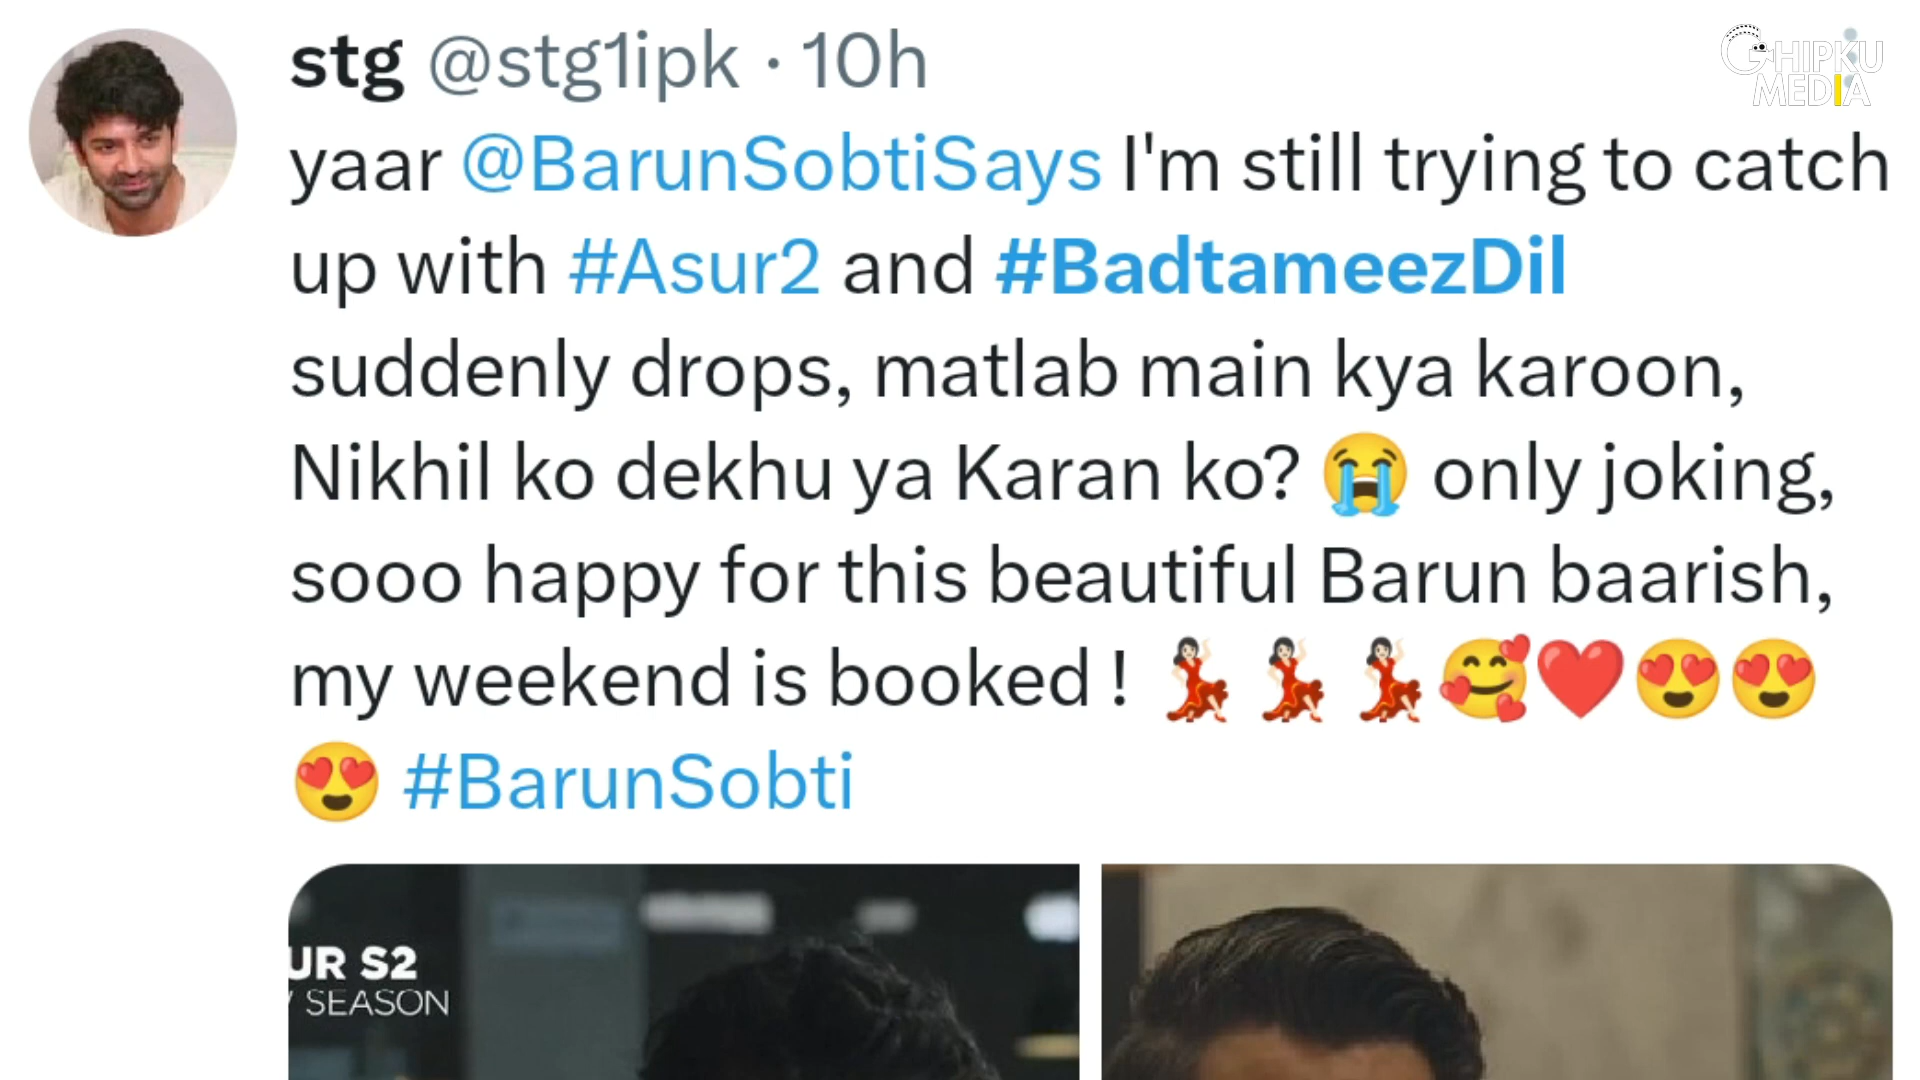 stg @stg1ipk · 10h
CHIPKU
MEDIA
yaar @BarunSobtiSays I'm still trying to catch
up with #Asur2 and #BadtameezDil
suddenly drops, matlab main kya karoon,
Nikhil ko dekhu ya Karan ko? 😭 only joking,
sooo happy for this beautiful Barun baarish,
my weekend is booked ! 💃🏻💃🏻💃🏻🥰❤️😍😍
😍 #BarunSobti
UR S2
SEASON